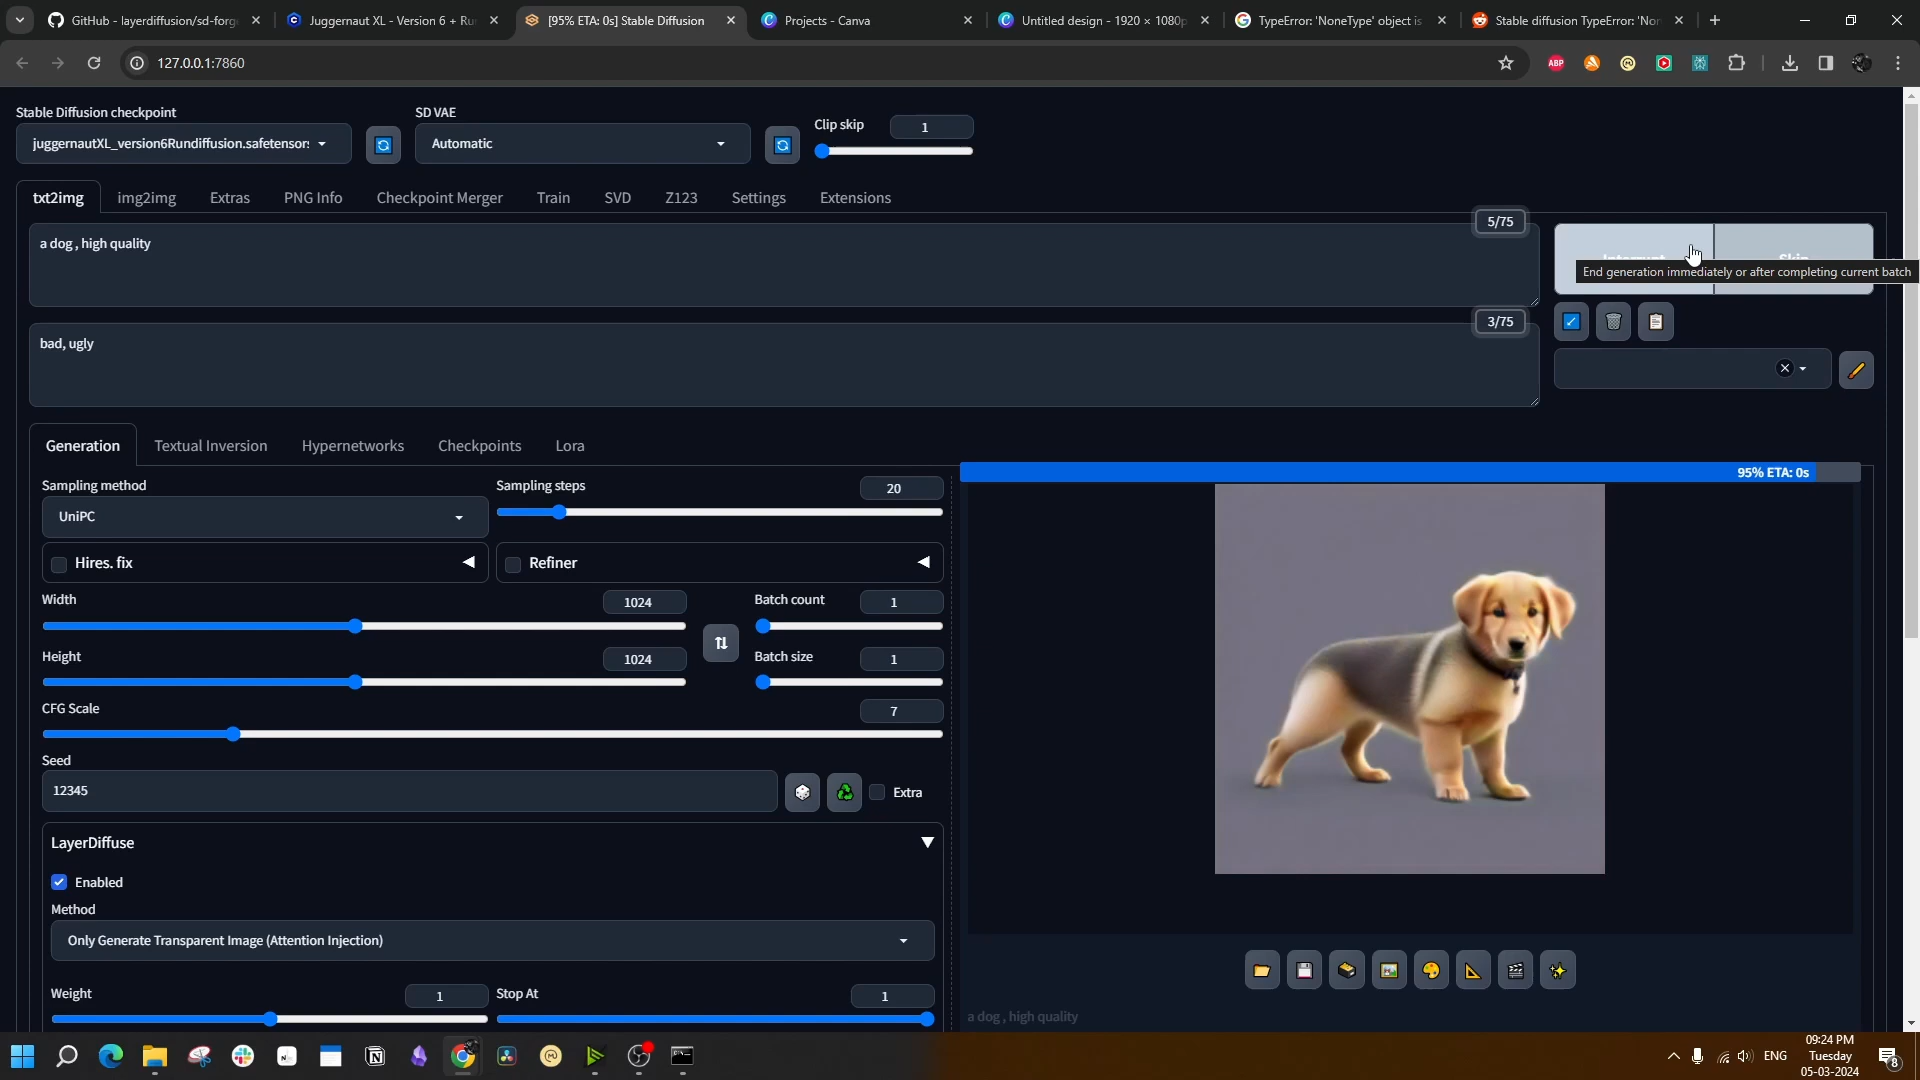 GitHub - layerdiffusion/sd-forg
Juggernaut XL - Version 6 + Ru
[95% ETA: 0s] Stable Diffusion
Projects - Canva
Untitled design - 1920 × 1080p
TypeError: 'NoneType' object is
Stable diffusion TypeError: 'Nor
127.0.0.1:7860
ABP
Stable Diffusion checkpoint
SD VAE
Clip skip
1
juggernautXL_version6Rundiffusion.safetensors
Automatic
txt2img
img2img
Extras
PNG Info
Checkpoint Merger
Train
SVD
Z123
Settings
Extensions
5/75
a dog , high quality
Skip
End generation immediately or after completing current batch
3/75
bad, ugly
Generation
Textual Inversion
Hypernetworks
Checkpoints
Lora
95% ETA: 0s
Sampling method
Sampling steps
20
UniPC
Hires. fix
Refiner
Width
1024
Batch count
1
Height
1024
Batch size
1
CFG Scale
7
Seed
12345
Extra
LayerDiffuse
Enabled
Method
Only Generate Transparent Image (Attention Injection)
Weight
1
Stop At
1
a dog , high quality
ENG
09:24 PM
Tuesday
05-03-2024
8